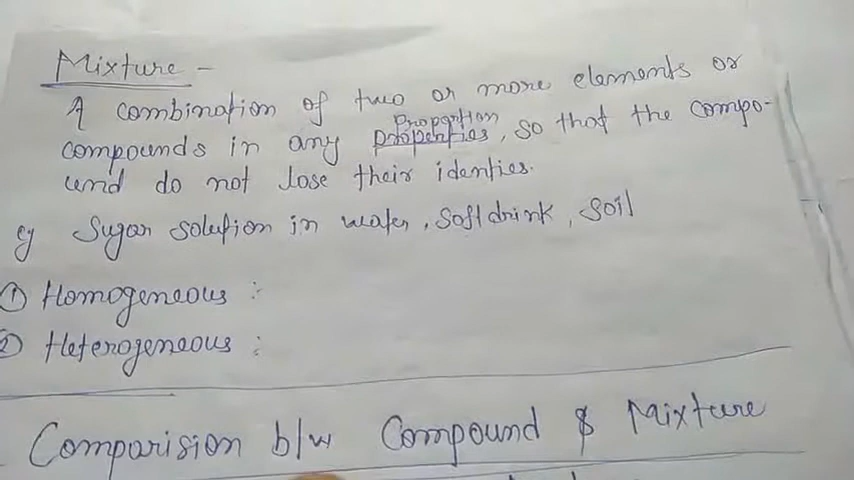 Mixture -
A combination of two or more elements or
Proportion
compounds in any properties, so that the compo-
und do not lose their identies.
eg Sugar solution in water, soft drink, soil
① Homogeneous :
② Heterogeneous :
Comparision b/w Compound & Mixture